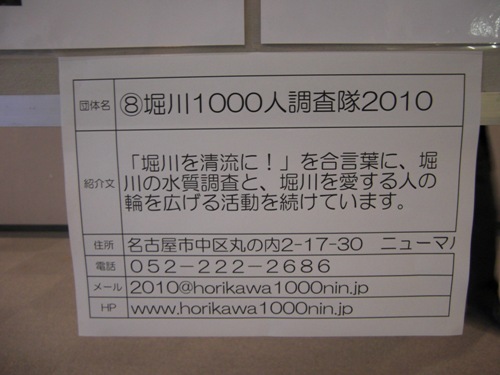 団体名 ⑧堀川1000人調査隊2010
紹介文 「堀川を清流に！」を合言葉に、堀
川の水質調査と、堀川を愛する人の
輪を広げる活動を続けています。
住所 名古屋市中区丸の内2-17-30 ニューマル
電話 052-222-2686
メール 2010@horikawa1000nin.jp
HP www.horikawa1000nin.jp